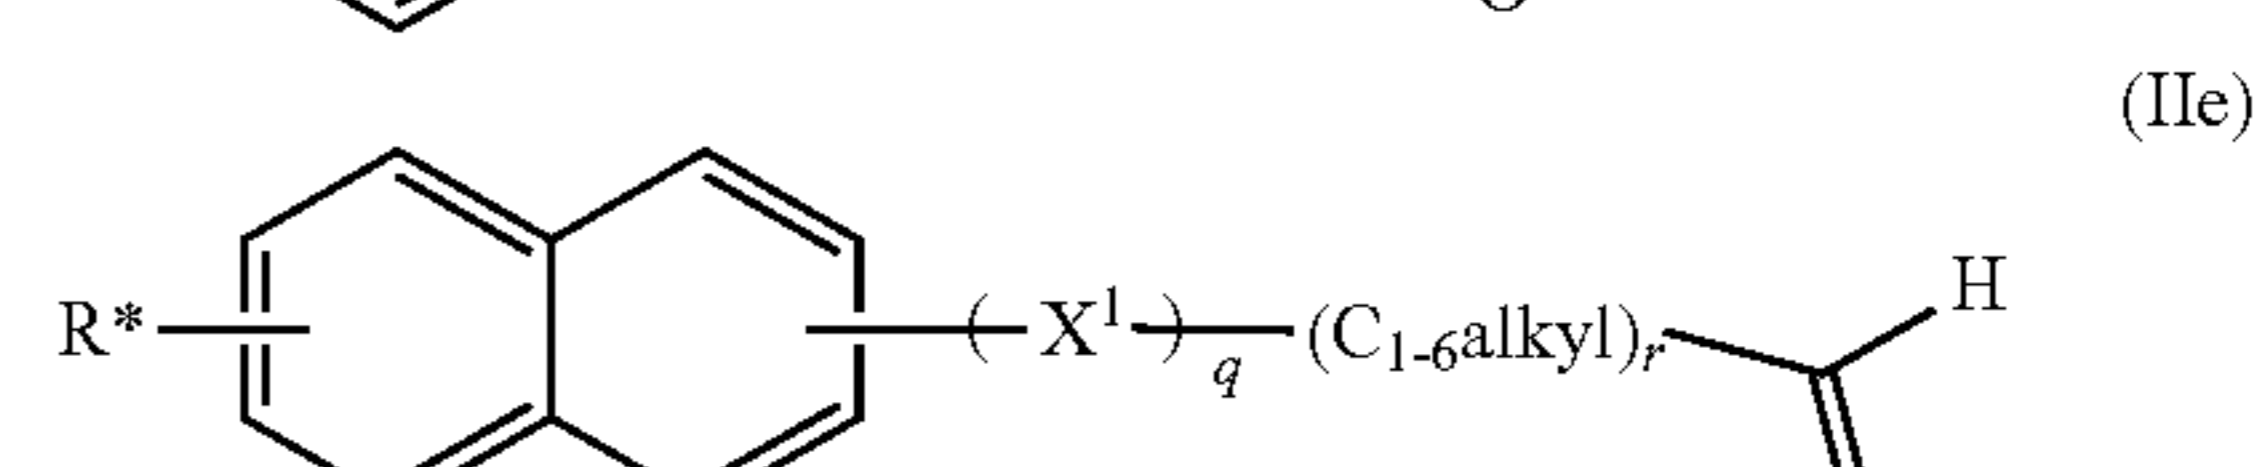 (IIe)
R* ( X¹ )q (C₁₋₆alkyl)r H